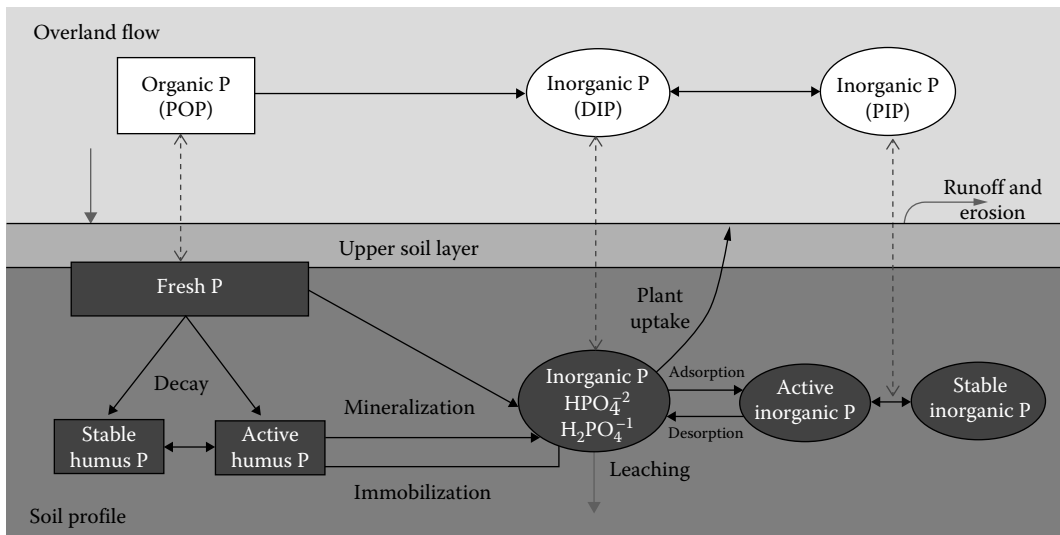 Overland flow
Organic P
(POP)
Inorganic P
(DIP)
Inorganic P
(PIP)
Runoff and
erosion
Upper soil layer
Fresh P
Plant
uptake
Decay
Mineralization
Inorganic P
HPO₄⁻²
H₂PO₄⁻¹
Adsorption
Desorption
Active
inorganic P
Stable
inorganic P
Stable
humus P
Active
humus P
Immobilization
Leaching
Soil profile